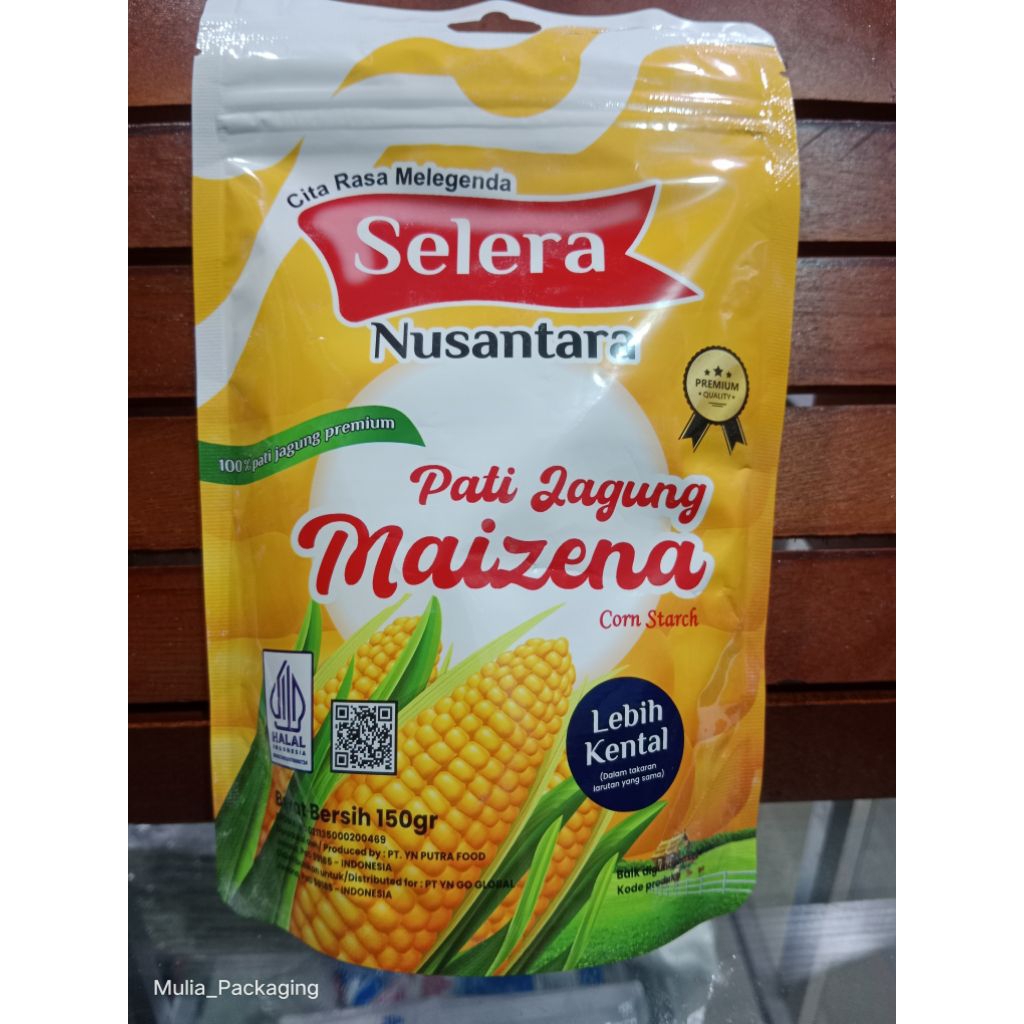 Cita Rasa Melegenda
Selera
Nusantara
PREMIUM
QUALITY
100% pati jagung premium
Pati Jagung
Maizena
Corn Starch
HALAL
INDONESIA
Lebih
Kental
(Dalam takaran
larutan yang sama)
Bersih 150gr
Produced by : PT. YN PUTRA FOOD
- INDONESIA
untuk/Distributed for : PT YN GO GLOBAL
- INDONESIA
Baik
Kode
Mulia_Packaging